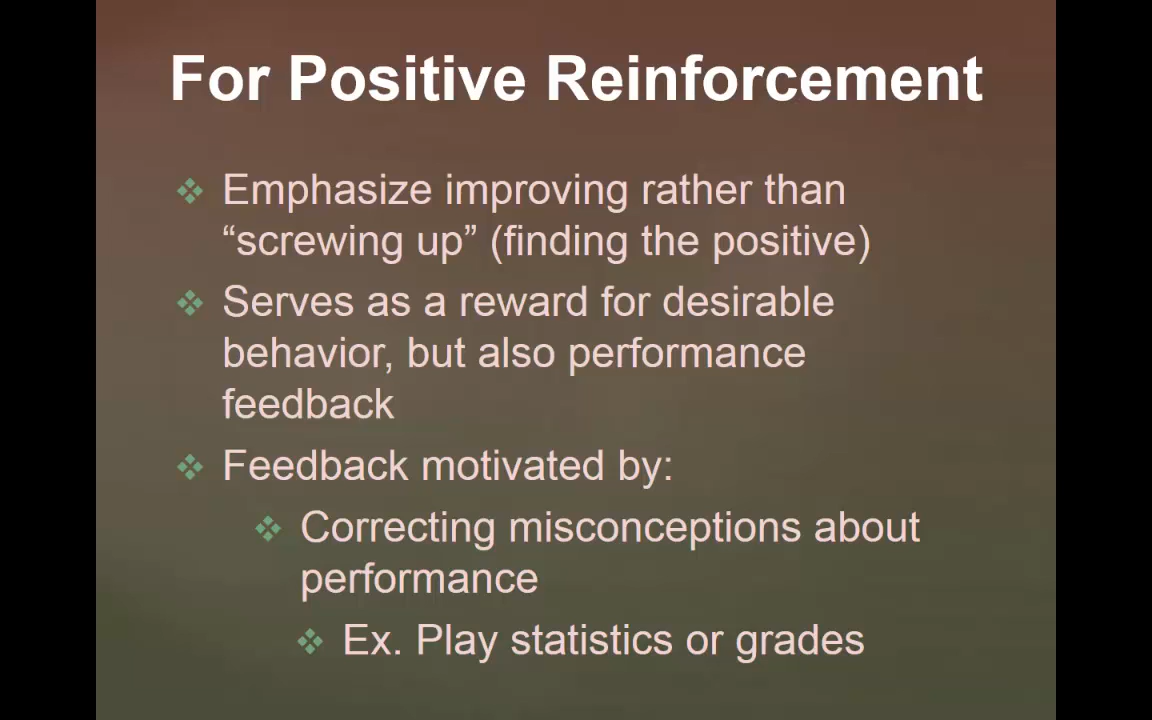 For Positive Reinforcement
Emphasize improving rather than
“screwing up” (finding the positive)
Serves as a reward for desirable
behavior, but also performance
feedback
Feedback motivated by:
Correcting misconceptions about
performance
Ex. Play statistics or grades